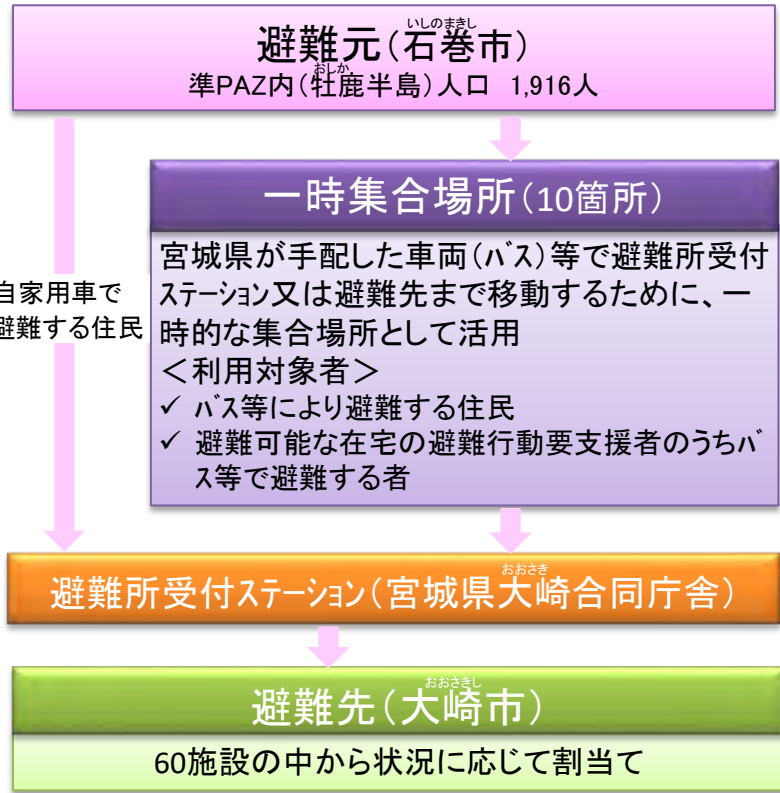 いしのまきし
避難元(石巻市)
おしか
準PAZ内(牡鹿半島)人口 1,916人
一時集合場所(10箇所)
宮城県が手配した車両(バス)等で避難所受付
ステーション又は避難先まで移動するために、一
時的な集合場所として活用
<利用対象者>
✓ バス等により避難する住民
✓ 避難可能な在宅の避難行動要支援者のうちバ
ス等で避難する者
自家用車で
避難する住民
おおさき
避難所受付ステーション(宮城県大崎合同庁舎)
おおさきし
避難先(大崎市)
60施設の中から状況に応じて割当て